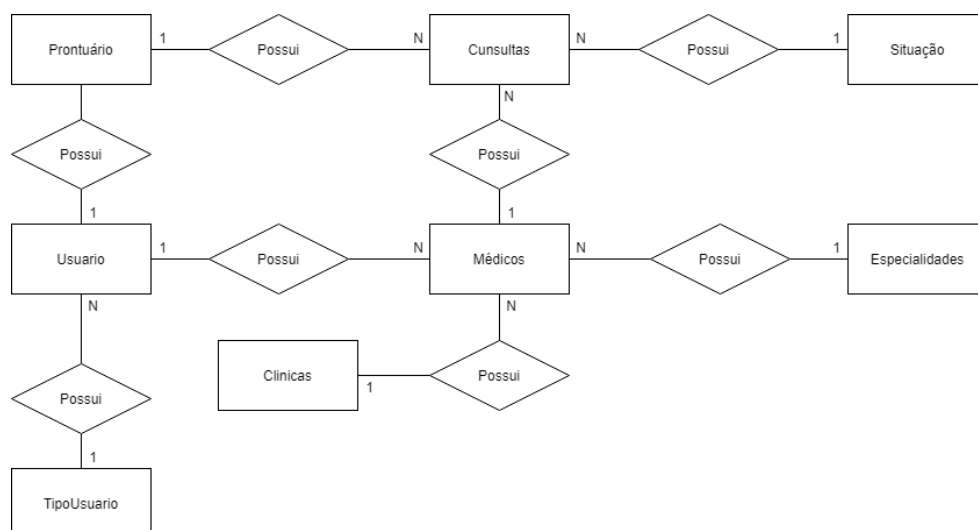 Prontuário 1 Possui N Cunsultas N Possui 1 Situação
N
Possui Possui
1 1
Usuario 1 Possui N Médicos N Possui 1 Especialidades
N N
Clinicas 1 Possui
Possui
1
TipoUsuario